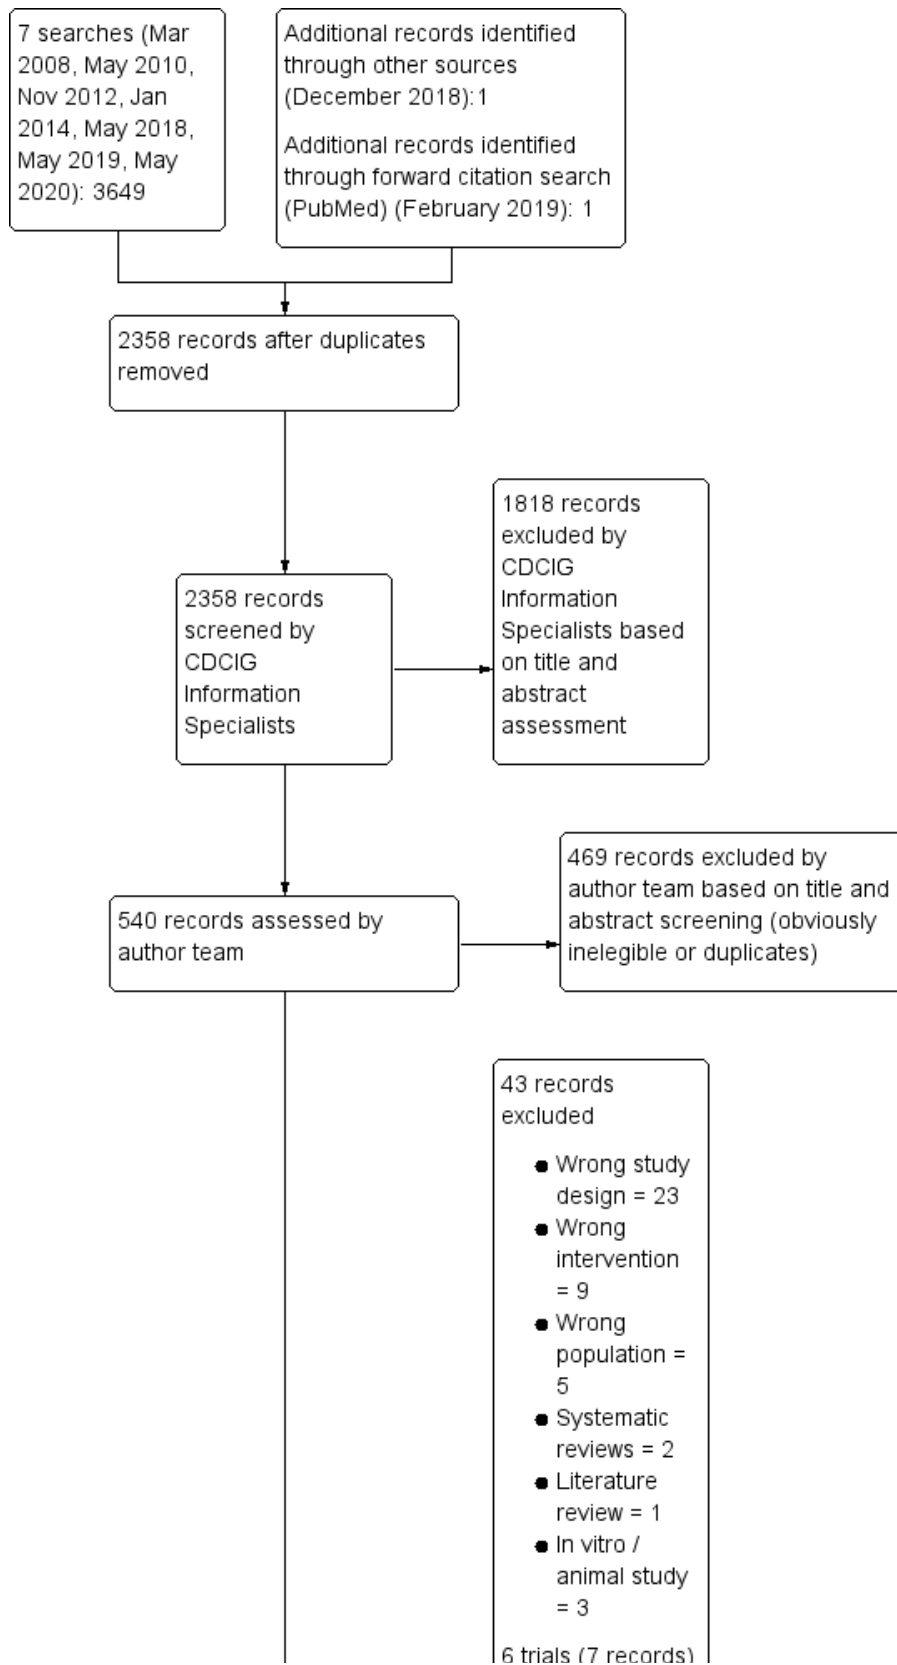 7 searches (Mar
2008, May 2010,
Nov 2012, Jan
2014, May 2018,
May 2019, May
2020): 3649
Additional records identified
through other sources
(December 2018):1
Additional records identified
through forward citation search
(PubMed) (February 2019): 1
2358 records after duplicates
removed
2358 records
screened by
CDCIG
Information
Specialists
1818 records
excluded by
CDCIG
Information
Specialists based
on title and
abstract
assessment
540 records assessed by
author team
469 records excluded by
author team based on title and
abstract screening (obviously
inelegible or duplicates)
43 records
excluded
● Wrong study
design = 23
● Wrong
intervention
= 9
● Wrong
population =
5
● Systematic
reviews = 2
● Literature
review = 1
● In vitro /
animal study
= 3
6 trials (7 records)